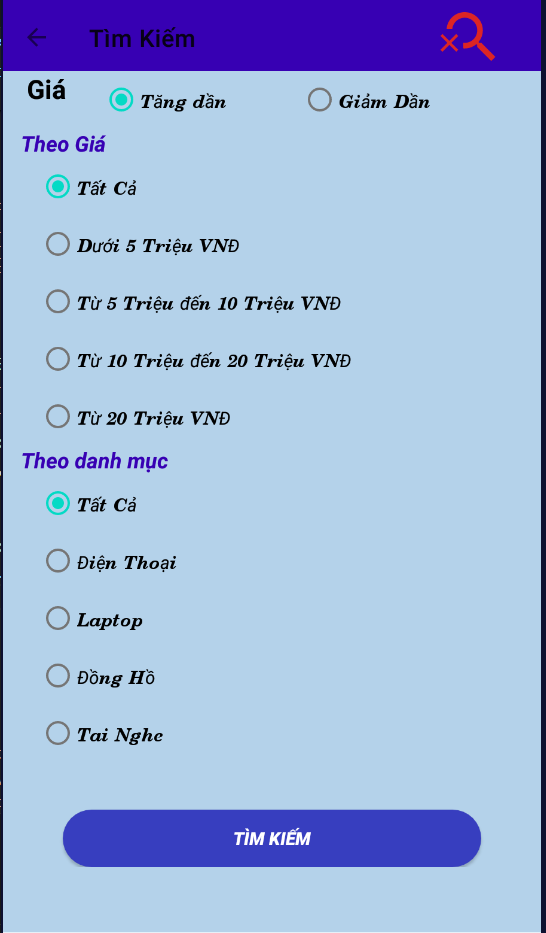 Tìm Kiếm
Giá
Tăng dần
Giảm Dần
Theo Giá
Tất Cả
Dưới 5 Triệu VNĐ
Từ 5 Triệu đến 10 Triệu VNĐ
Từ 10 Triệu đến 20 Triệu VNĐ
Từ 20 Triệu VNĐ
Theo danh mục
Tất Cả
Điện Thoại
Laptop
Đồng Hồ
Tai Nghe
TÌM KIẾM